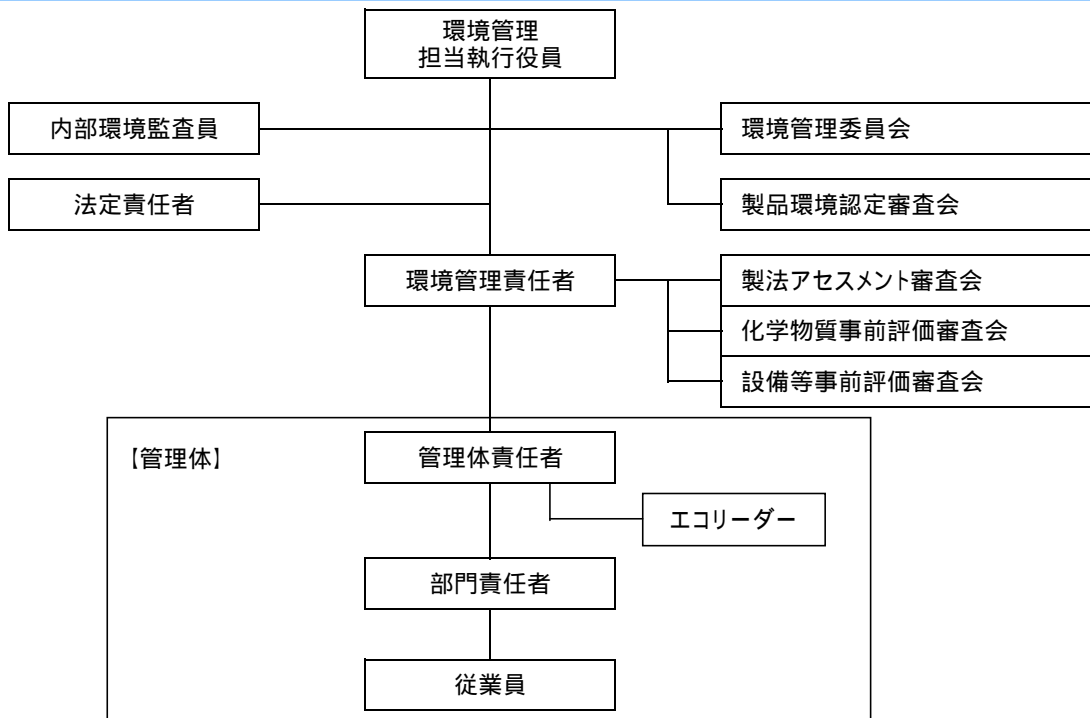 環境管理
担当執行役員
内部環境監査員
環境管理委員会
法定責任者
製品環境認定審査会
環境管理責任者
製法アセスメント審査会
化学物質事前評価審査会
設備等事前評価審査会
【管理体】
管理体責任者
エコリーダー
部門責任者
従業員